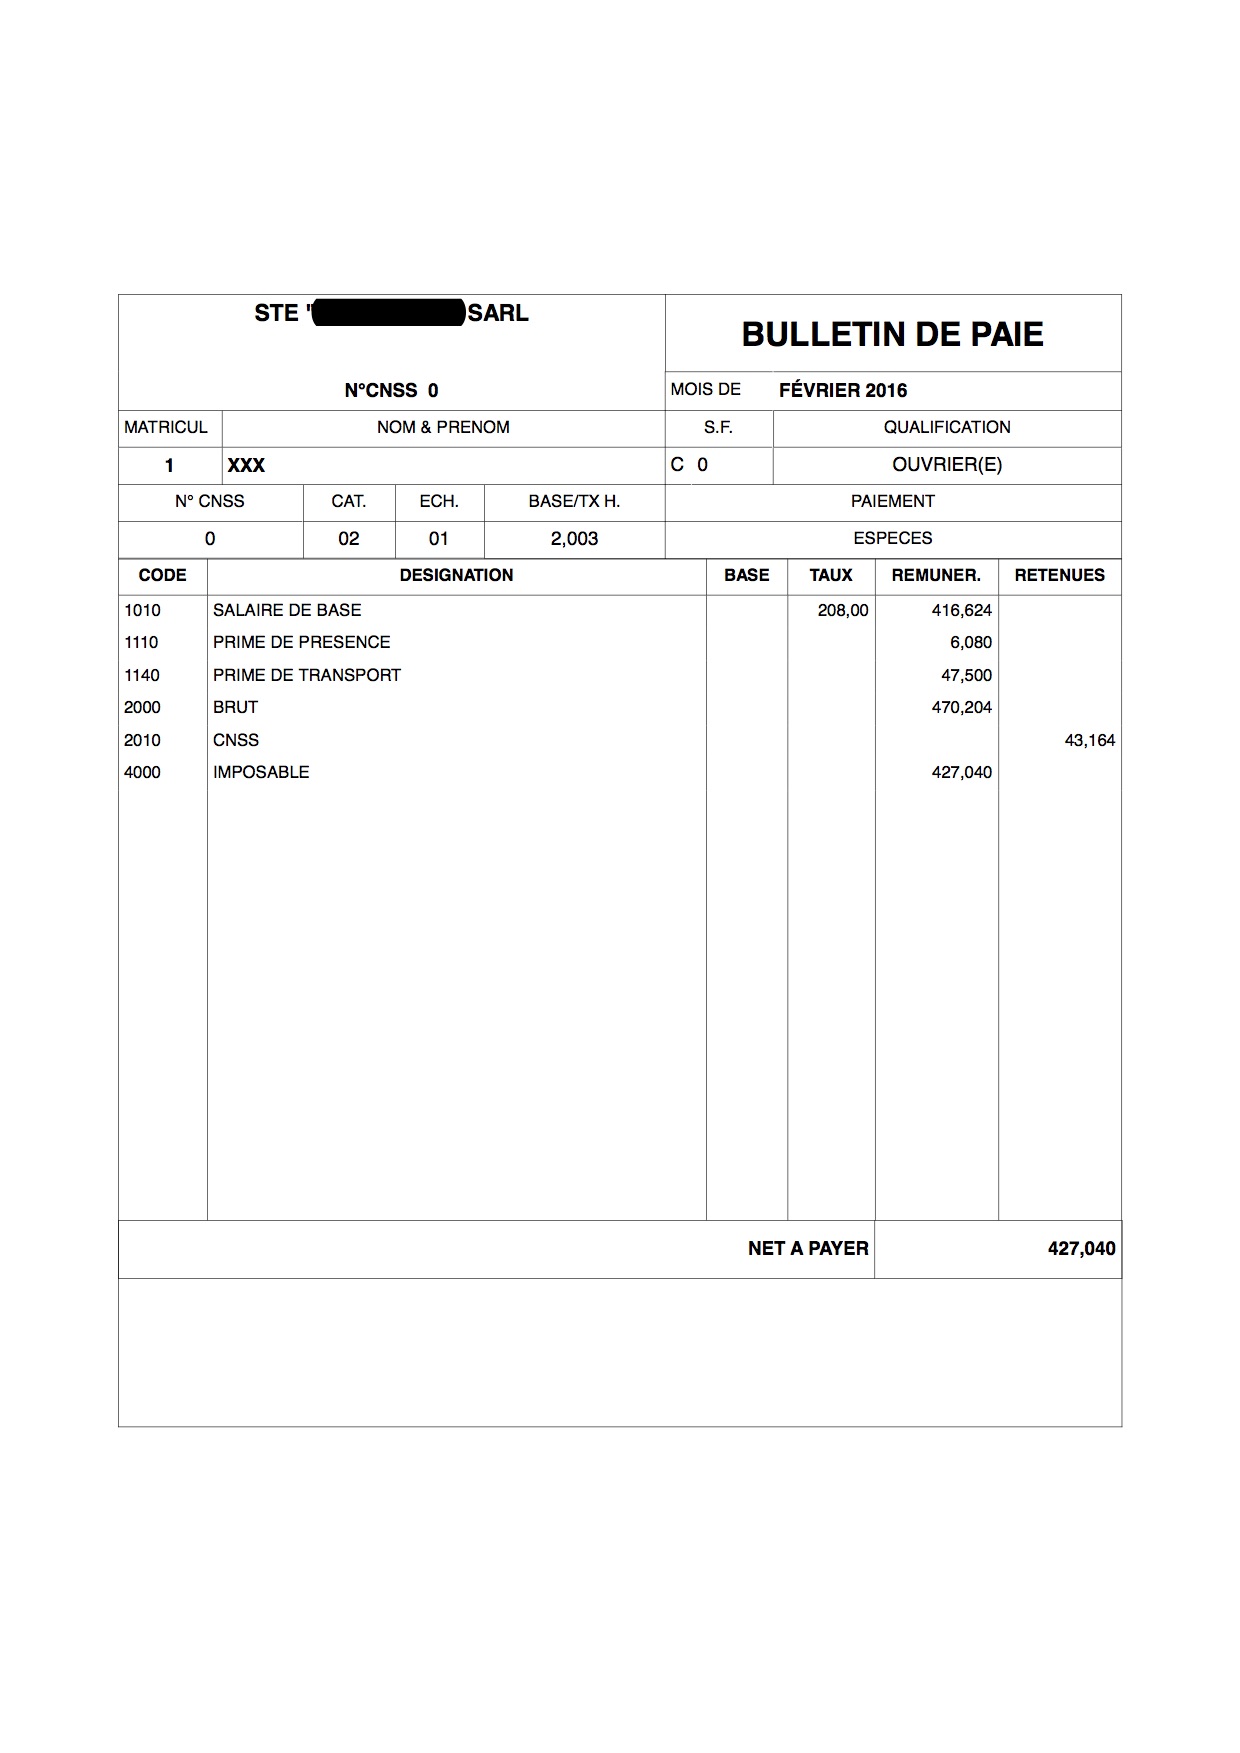 STE ' SARL
BULLETIN DE PAIE
N°CNSS 0
MOIS DE FÉVRIER 2016
MATRICUL NOM & PRENOM S.F. QUALIFICATION
1 XXX C 0 OUVRIER(E)
N° CNSS CAT. ECH. BASE/TX H. PAIEMENT
0 02 01 2,003 ESPECES
CODE DESIGNATION BASE TAUX REMUNER. RETENUES
1010 SALAIRE DE BASE 208,00 416,624
1110 PRIME DE PRESENCE 6,080
1140 PRIME DE TRANSPORT 47,500
2000 BRUT 470,204
2010 CNSS 43,164
4000 IMPOSABLE 427,040
NET A PAYER 427,040